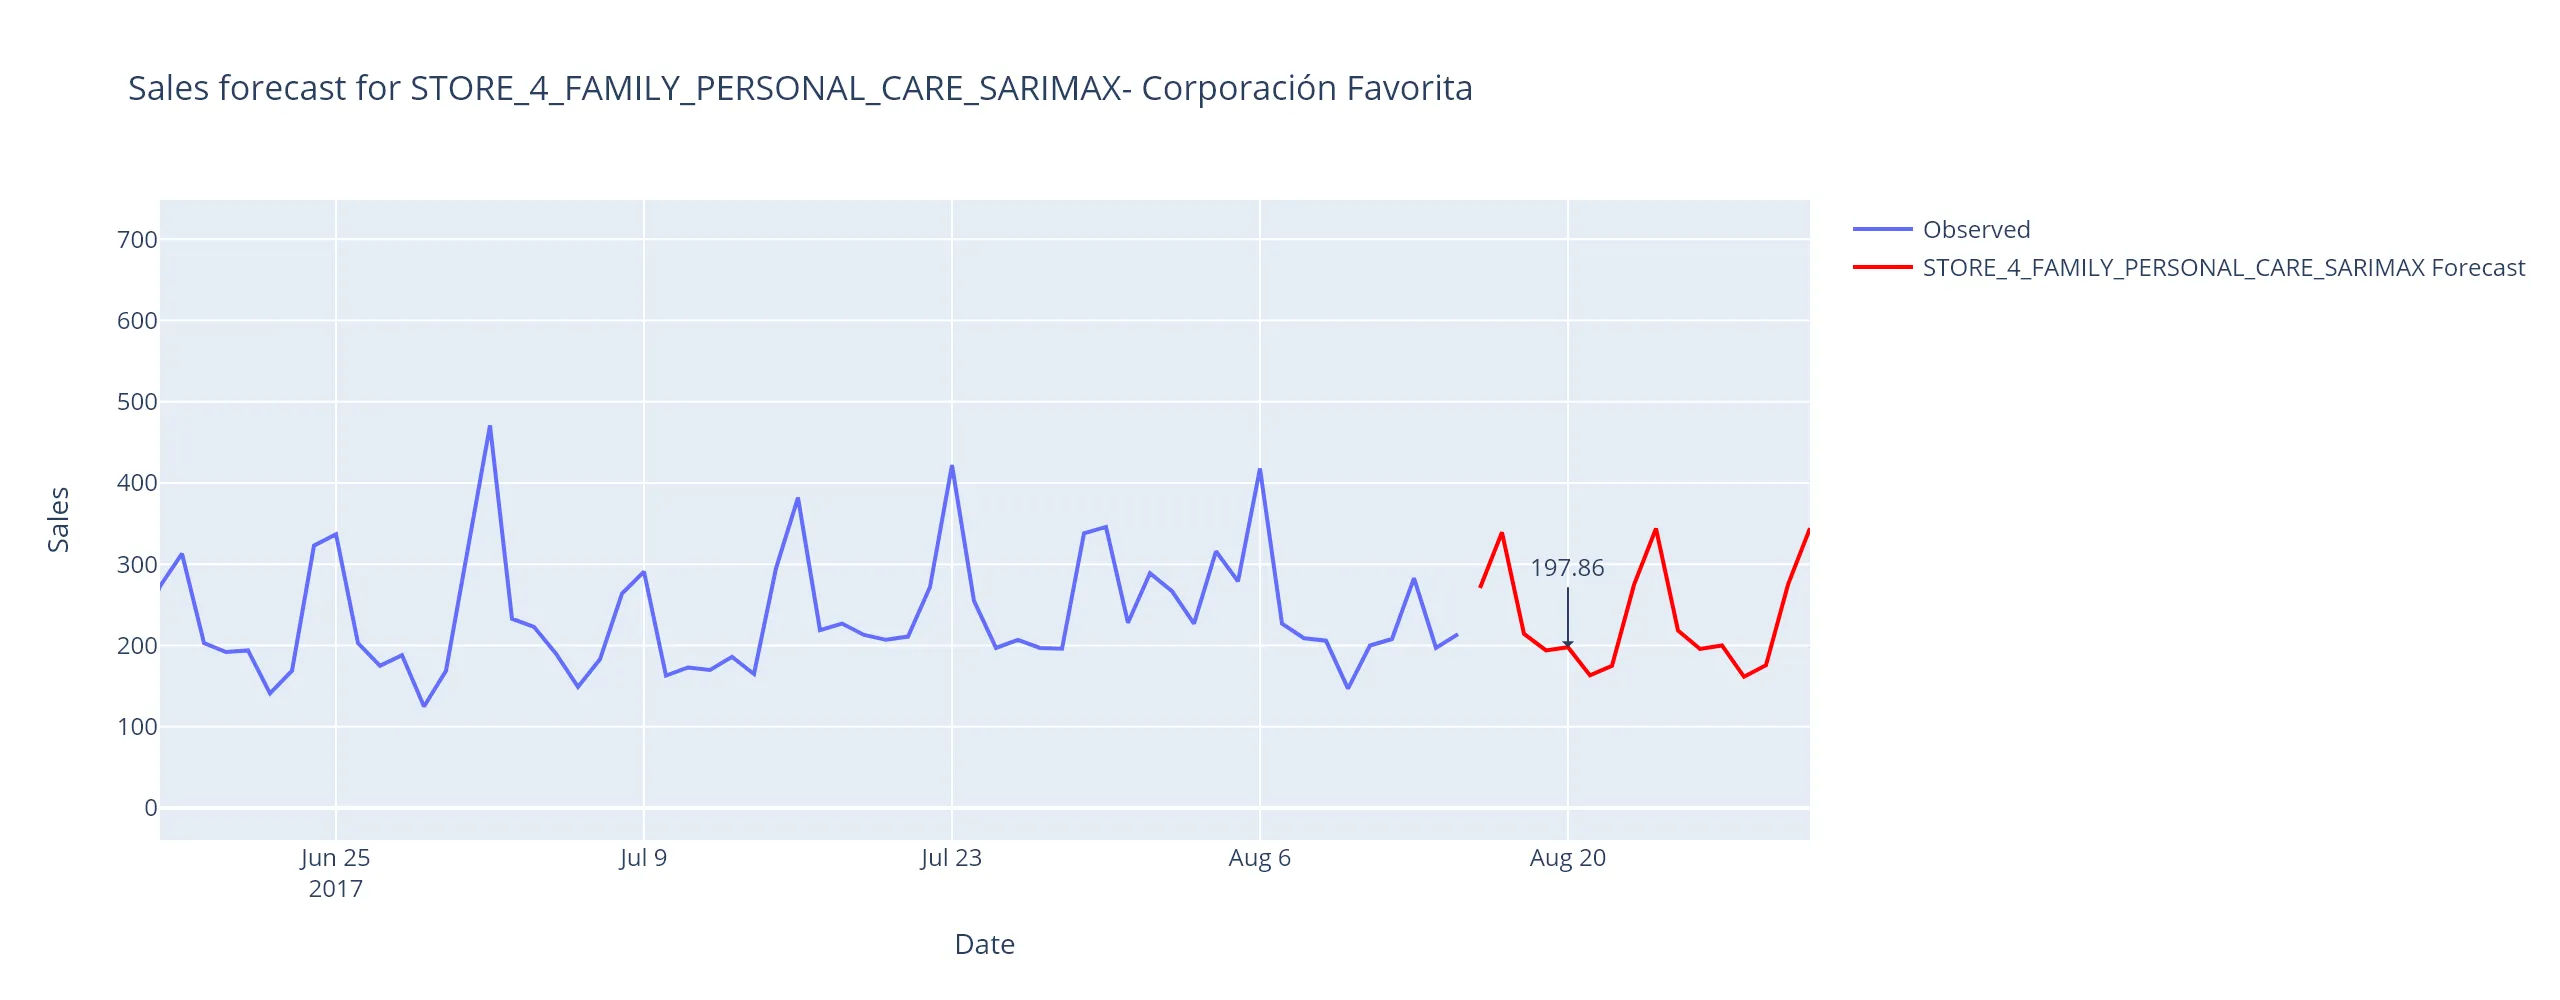 Sales forecast for STORE_4_FAMILY_PERSONAL_CARE_SARIMAX- Corporación Favorita
Observed
STORE_4_FAMILY_PERSONAL_CARE_SARIMAX Forecast
700
600
500
400
300
200
100
0
Sales
197.86
Jun 25
2017
Jul 9
Jul 23
Aug 6
Aug 20
Date